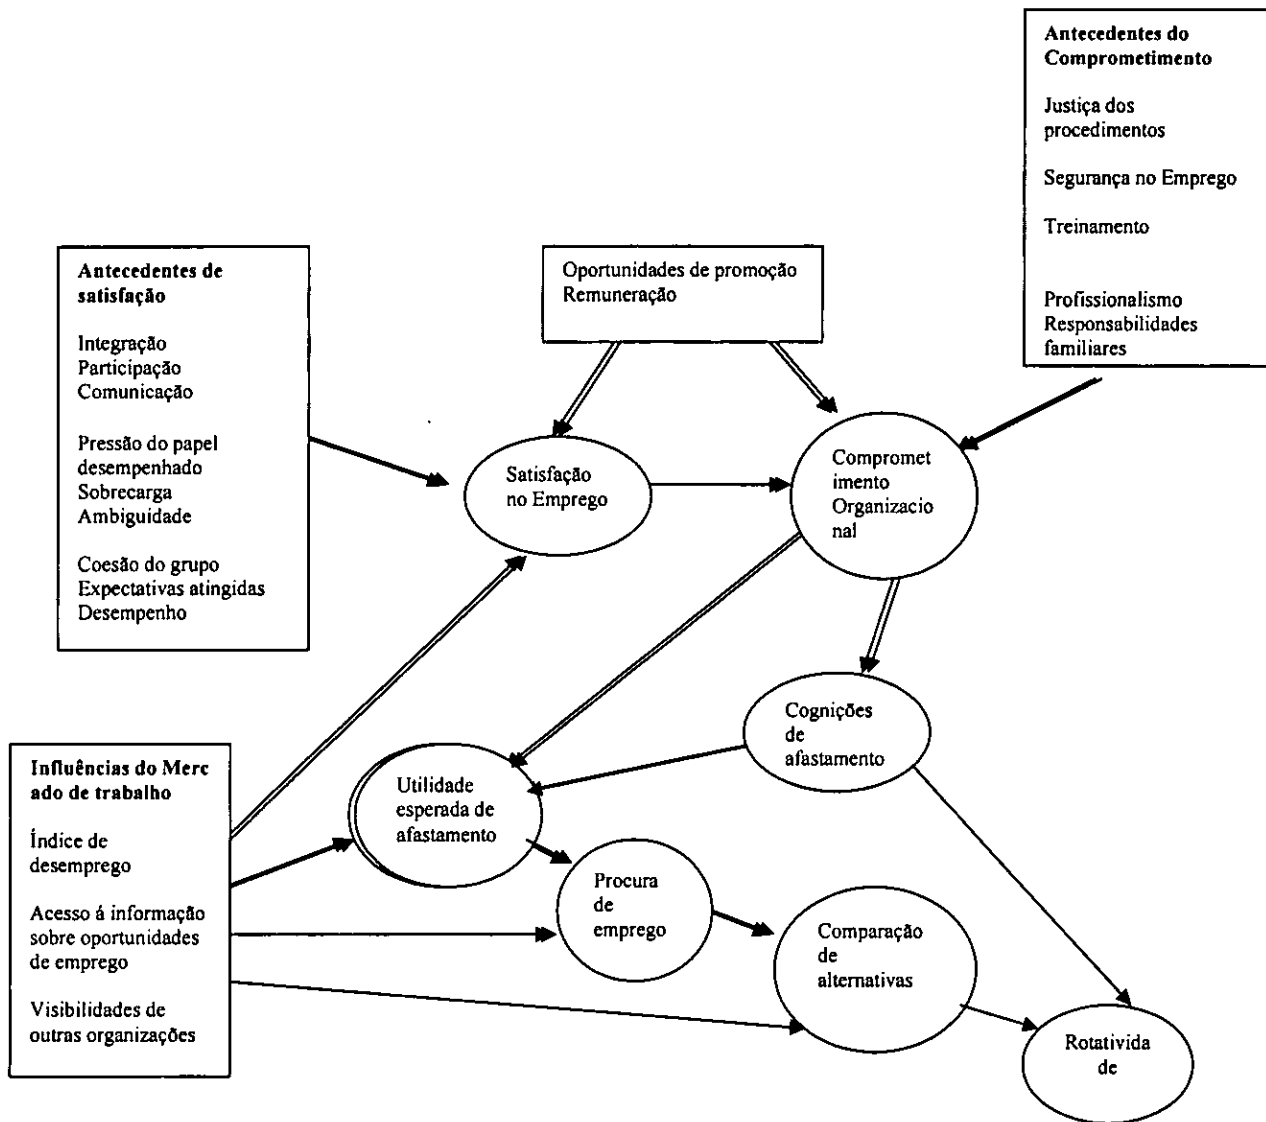 Antecedentes do
Comprometimento
Justiça dos
procedimentos
Segurança no Emprego
Treinamento
Profissionalismo
Responsabilidades
familiares
Antecedentes de
satisfação
Integração
Participação
Comunicação
Pressão do papel
desempenhado
Sobrecarga
Ambiguidade
Coesão do grupo
Expectativas atingidas
Desempenho
Oportunidades de promoção
Remuneração
Satisfação
no Emprego
Compromet
imento
Organizacio
nal
Cognições
de
afastamento
Influências do Merc
ado de trabalho
Índice de
desemprego
Acesso á informação
sobre oportunidades
de emprego
Visibilidades de
outras organizações
Utilidade
esperada de
afastamento
Procura
de
emprego
Comparação
de
alternativas
Rotativida
de